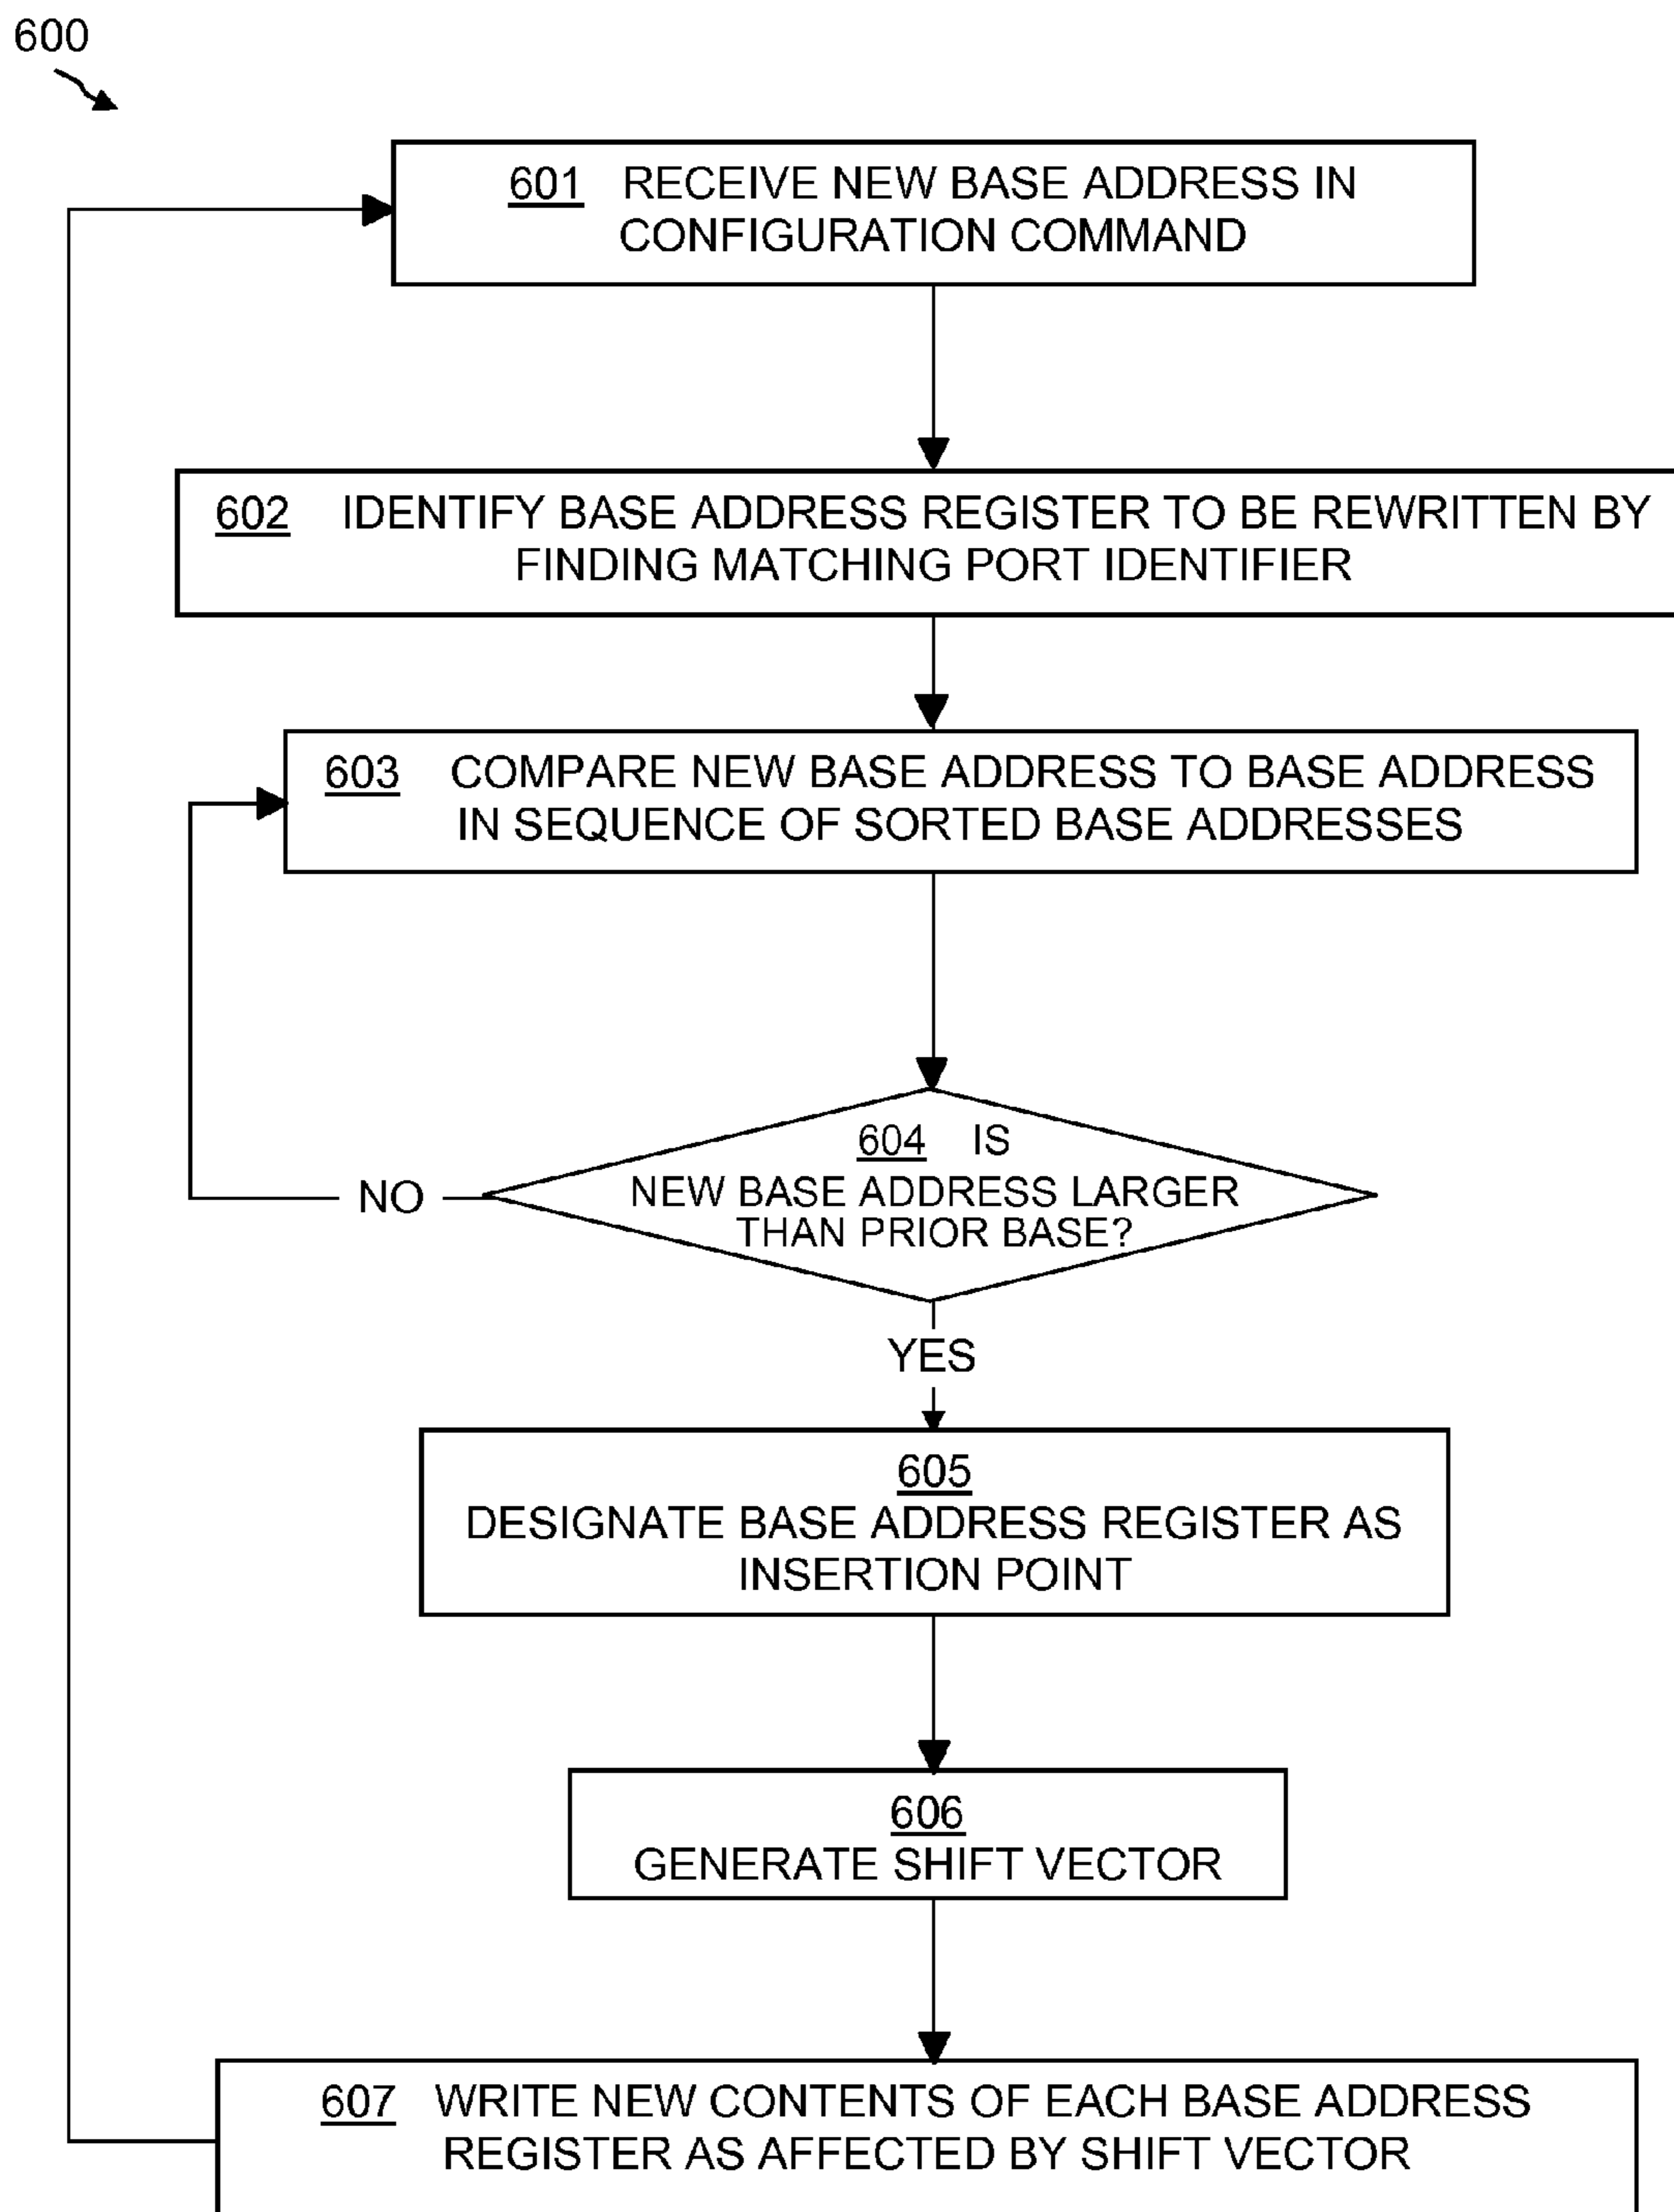 600
601 RECEIVE NEW BASE ADDRESS IN
CONFIGURATION COMMAND
602 IDENTIFY BASE ADDRESS REGISTER TO BE REWRITTEN BY
FINDING MATCHING PORT IDENTIFIER
603 COMPARE NEW BASE ADDRESS TO BASE ADDRESS
IN SEQUENCE OF SORTED BASE ADDRESSES
604 IS
NEW BASE ADDRESS LARGER
THAN PRIOR BASE?
NO
YES
605
DESIGNATE BASE ADDRESS REGISTER AS
INSERTION POINT
606
GENERATE SHIFT VECTOR
607 WRITE NEW CONTENTS OF EACH BASE ADDRESS
REGISTER AS AFFECTED BY SHIFT VECTOR